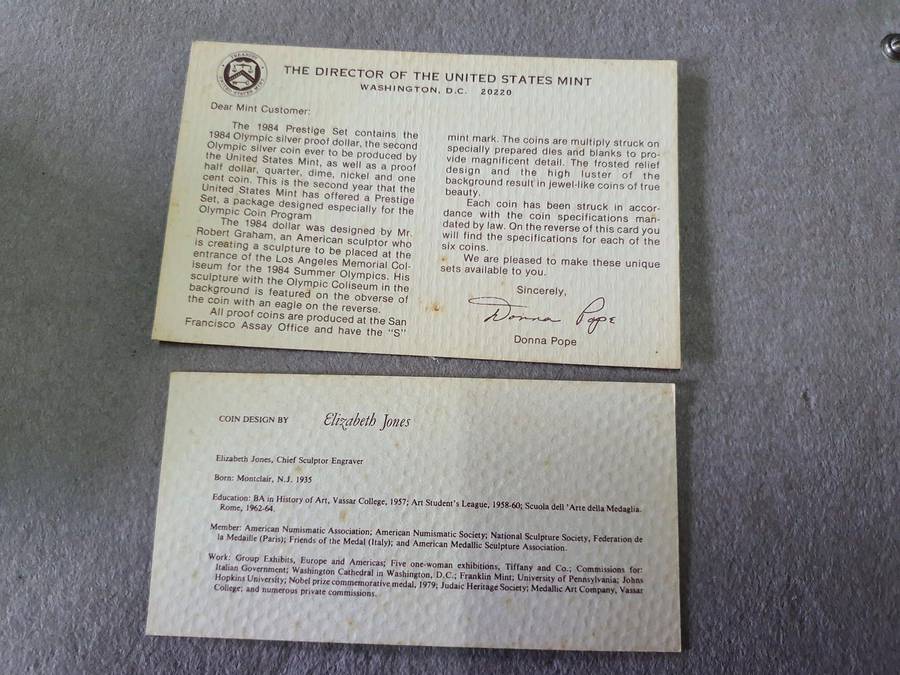 THE DIRECTOR OF THE UNITED STATES MINT
WASHINGTON, D.C. 20220
Dear Mint Customer:
The 1984 Prestige Set contains the
1984 Olympic silver proof dollar, the second
Olympic silver coin ever to be produced by
the United States Mint, as well as a proof
half dollar, quarter, dime, nickel and one
cent coin. This is the second year that the
United States Mint has offered a Prestige
Set, a package designed especially for the
Olympic Coin Program
The 1984 dollar was designed by Mr.
Robert Graham, an American sculptor who
is creating a sculpture to be placed at the
entrance of the Los Angeles Memorial Col-
iseum for the 1984 Summer Olympics. His
sculpture with the Olympic Coliseum in the
background is featured on the obverse of
the coin with an eagle on the reverse.
All proof coins are produced at the San
Francisco Assay Office and have the "S"
mint mark. The coins are multiply struck on
specially prepared dies and blanks to pro-
vide magnificent detail. The frosted relief
design and the high luster of the
background result in jewel-like coins of true
beauty.
Each coin has been struck in accor-
dance with the coin specifications man-
dated by law. On the reverse of this card you
will find the specifications for each of the
six coins.
We are pleased to make these unique
sets available to you.
Sincerely,
Donna Pope
Donna Pope
COIN DESIGN BY Elizabeth Jones
Elizabeth Jones, Chief Sculptor Engraver
Born: Montclair, N.J. 1935
Education: BA in History of Art, Vassar College, 1957; Art Student's League, 1958-60; Scuola dell 'Arte della Medaglia.
Rome, 1962-64.
Member: American Numismatic Association; American Numismatic Society; National Sculpture Society, Federation de
la Medaille (Paris); Friends of the Medal (Italy); and American Medallic Sculpture Association.
Work: Group Exhibits, Europe and Americas; Five one-woman exhibitions, Tiffany and Co.; Commissions for:
Italian Government; Washington Cathedral in Washington, D.C.; Franklin Mint; University of Pennsylvania; Johns
Hopkins University; Nobel prize commemorative medal, 1979; Judaic Heritage Society; Medallic Art Company, Vassar
College; and numerous private commissions.